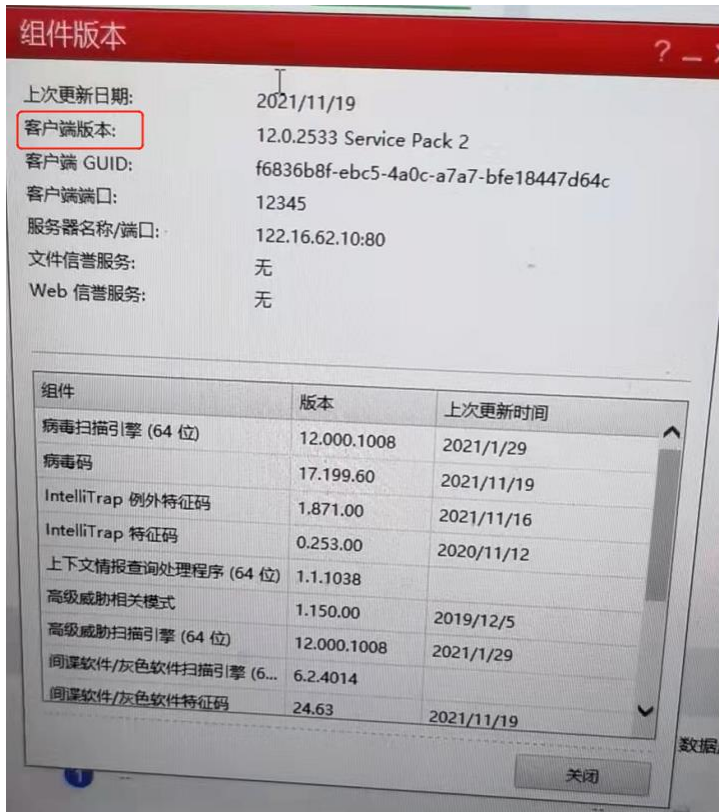 组件版本
? –
上次更新日期: 2021/11/19
客户端版本: 12.0.2533 Service Pack 2
客户端 GUID: f6836b8f-ebc5-4a0c-a7a7-bfe18447d64c
客户端端口: 12345
服务器名称/端口: 122.16.62.10:80
文件信誉服务: 无
Web 信誉服务: 无
组件 版本 上次更新时间
病毒扫描引擎 (64 位) 12.000.1008 2021/1/29
病毒码 17.199.60 2021/11/19
IntelliTrap 例外特征码 1.871.00 2021/11/16
IntelliTrap 特征码 0.253.00 2020/11/12
上下文情报查询处理程序 (64 位) 1.1.1038
高级威胁相关模式 1.150.00 2019/12/5
高级威胁扫描引擎 (64 位) 12.000.1008 2021/1/29
间谍软件/灰色软件扫描引擎 (6... 6.2.4014
间谍软件/灰色软件特征码 24.63 2021/11/19
数据
关闭
1